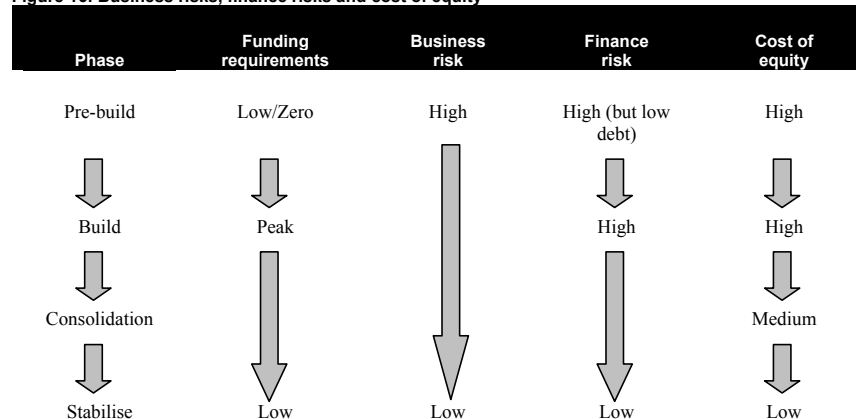 Phase Funding requirements Business risk Finance risk Cost of equity
Pre-build Low/Zero High High (but low debt) High
Build Peak High High
Consolidation Medium
Stabilise Low Low Low Low